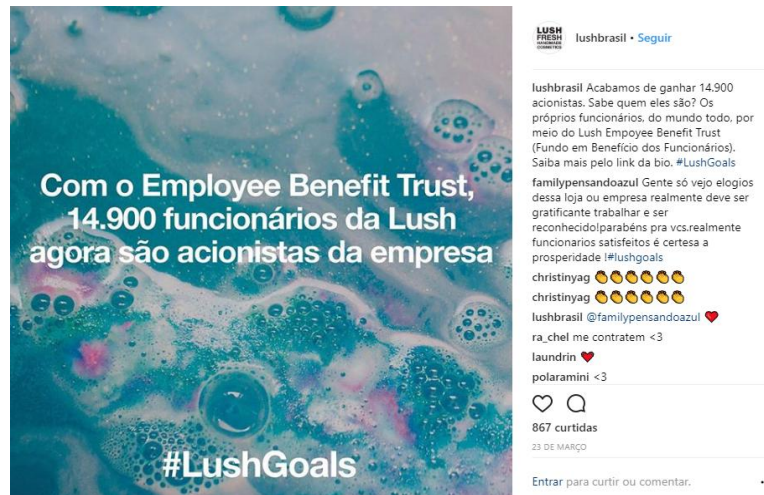 Com o Employee Benefit Trust,
14.900 funcionários da Lush
agora são acionistas da empresa
#LushGoals
LUSH
FRESH
HANDMADE
COSMETICS
lushbrasil • Seguir
lushbrasil Acabamos de ganhar 14.900
acionistas. Sabe quem eles são? Os
próprios funcionários, do mundo todo, por
meio do Lush Empoyee Benefit Trust
(Fundo em Benefício dos Funcionários).
Saiba mais pelo link da bio. #LushGoals
familypensandoazul Gente só vejo elogios
dessa loja ou empresa realmente deve ser
gratificante trabalhar e ser
reconhecido!parabéns pra vcs.realmente
funcionarios satisfeitos é certesa a
prosperidade !#lushgoals
christinyag 👏👏👏👏👏👏
christinyag 👏👏👏👏👏👏
lushbrasil @familypensandoazul ❤
ra_chel me contratem <3
laundrin ❤
polaramini <3
867 curtidas
23 DE MARÇO
Entrar para curtir ou comentar.